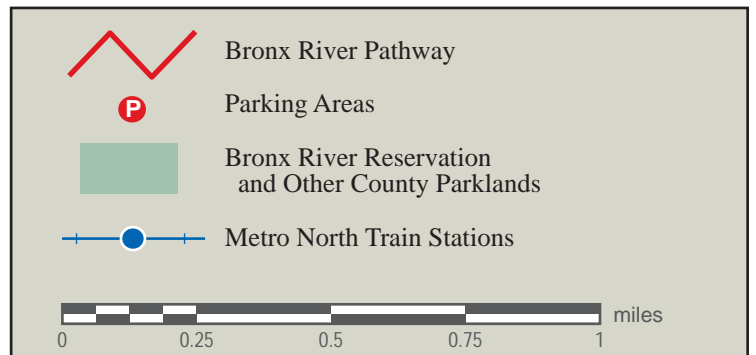 Bronx River Pathway
P
Parking Areas
Bronx River Reservation
and Other County Parklands
Metro North Train Stations
miles
0 0.25 0.5 0.75 1